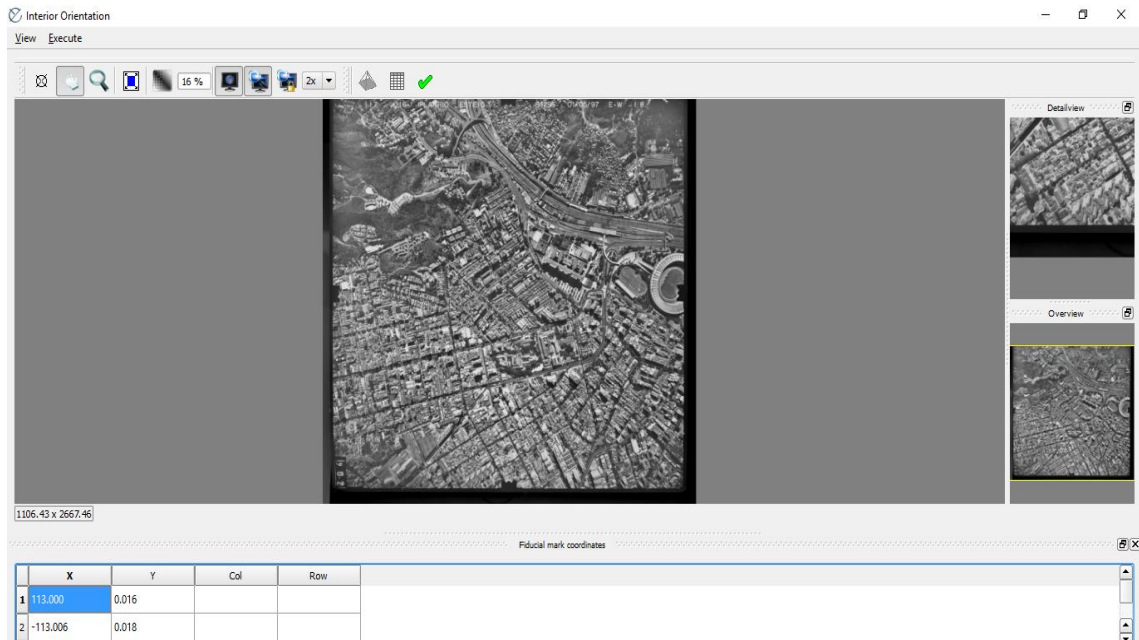 Interior Orientation
View Execute
16 %
2x
Detailview
Overview
1106.43 x 2667.46
Fiducial mark coordinates
X Y Col Row
1 113.000 0.016
2 -113.006 0.018